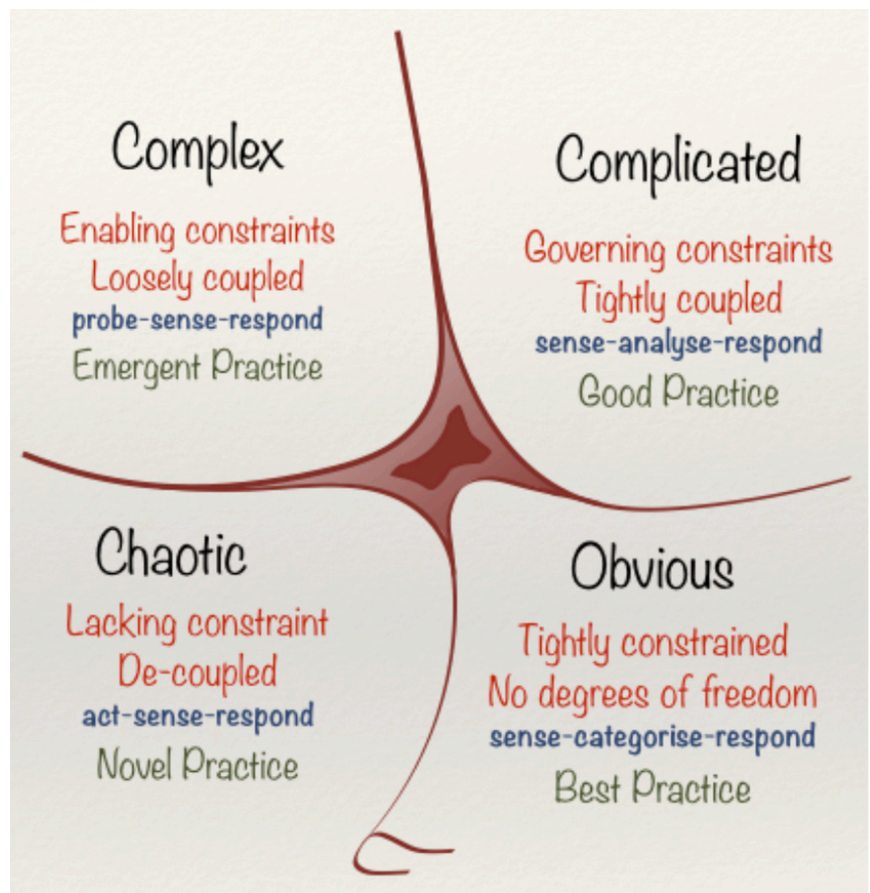 Complex
Enabling constraints
Loosely coupled
probe-sense-respond
Emergent Practice
Complicated
Governing constraints
Tightly coupled
sense-analyse-respond
Good Practice
Chaotic
Lacking constraint
De-coupled
act-sense-respond
Novel Practice
Obvious
Tightly constrained
No degrees of freedom
sense-categorise-respond
Best Practice